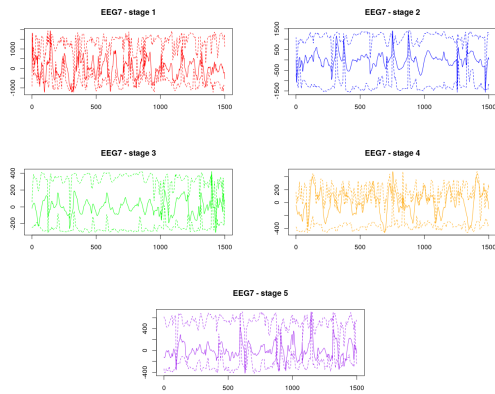 EEG7 - stage 1
EEG7 - stage 2
-1000 0 1000
-1500 -500 500
0 500 1000 1500
0 500 1000 1500
EEG7 - stage 3
EEG7 - stage 4
-200 0 200 400
-400 0 200
0 500 1000 1500
0 500 1000 1500
EEG7 - stage 5
-400 0 400
0 500 1000 1500